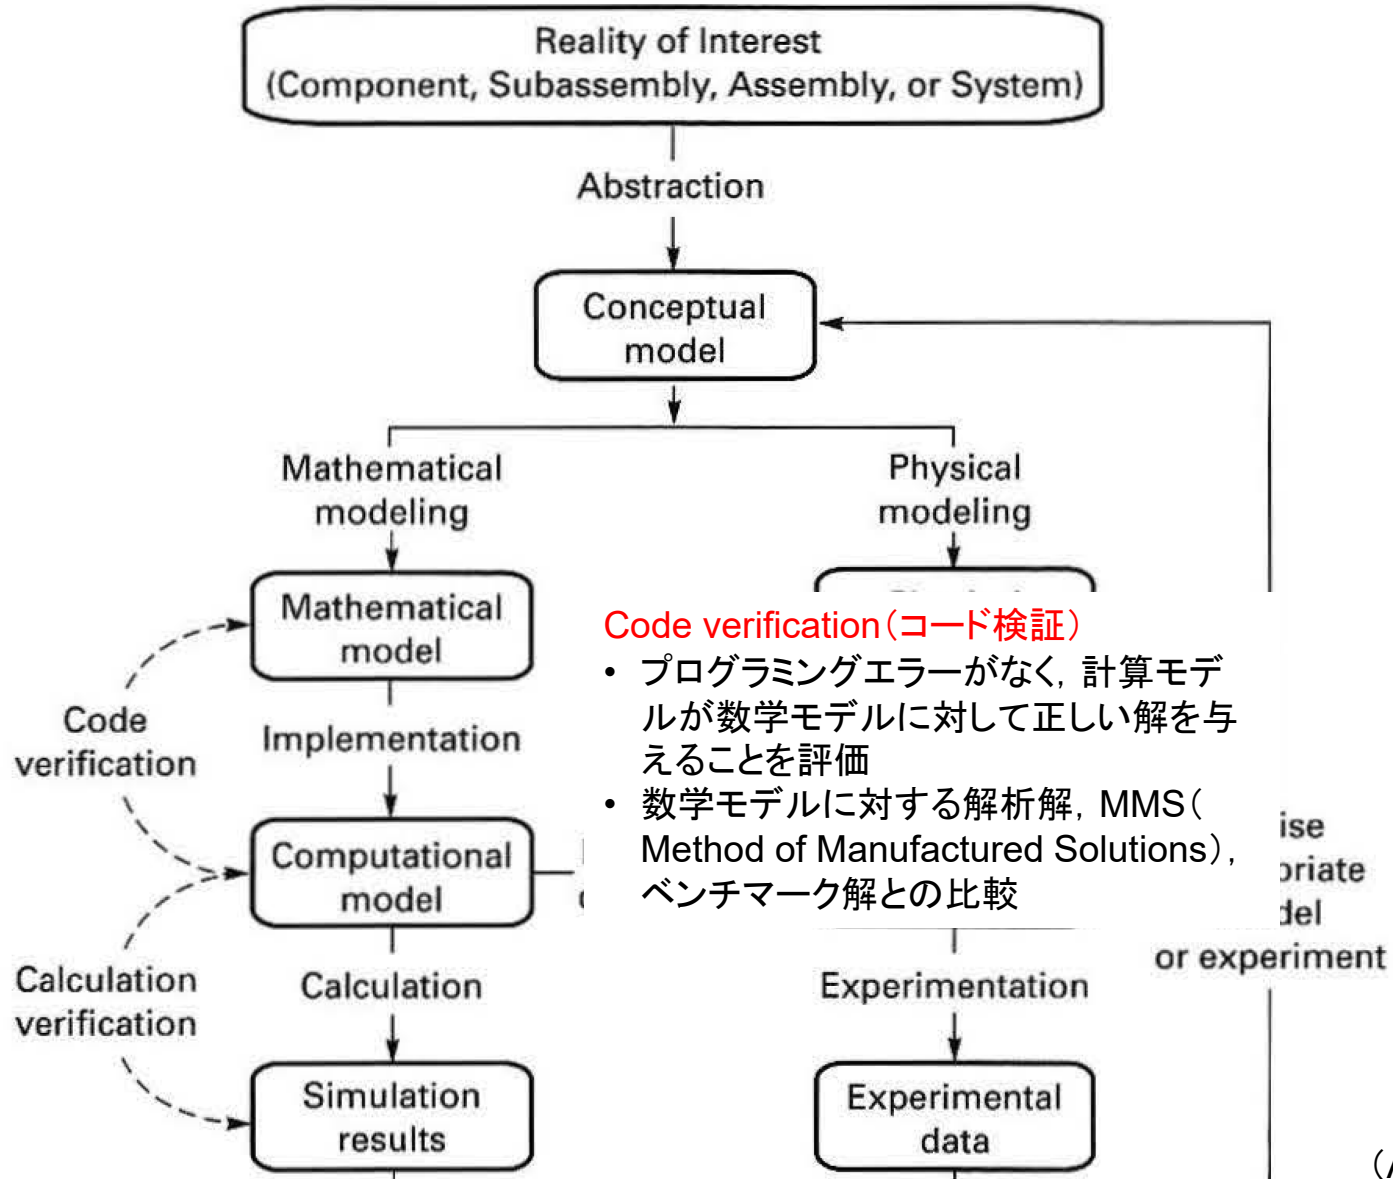 Reality of Interest
(Component, Subassembly, Assembly, or System)
Abstraction
Conceptual
model
Mathematical
modeling
Physical
modeling
Mathematical
model
Code
verification
Implementation
Code verification（コード検証）
• プログラミングエラーがなく，計算モデ
ルが数学モデルに対して正しい解を与
えることを評価
• 数学モデルに対する解析解，MMS（
Method of Manufactured Solutions），
ベンチマーク解との比較
Computational
model
or experiment
Calculation
verification
Calculation
Experimentation
Simulation
results
Experimental
data